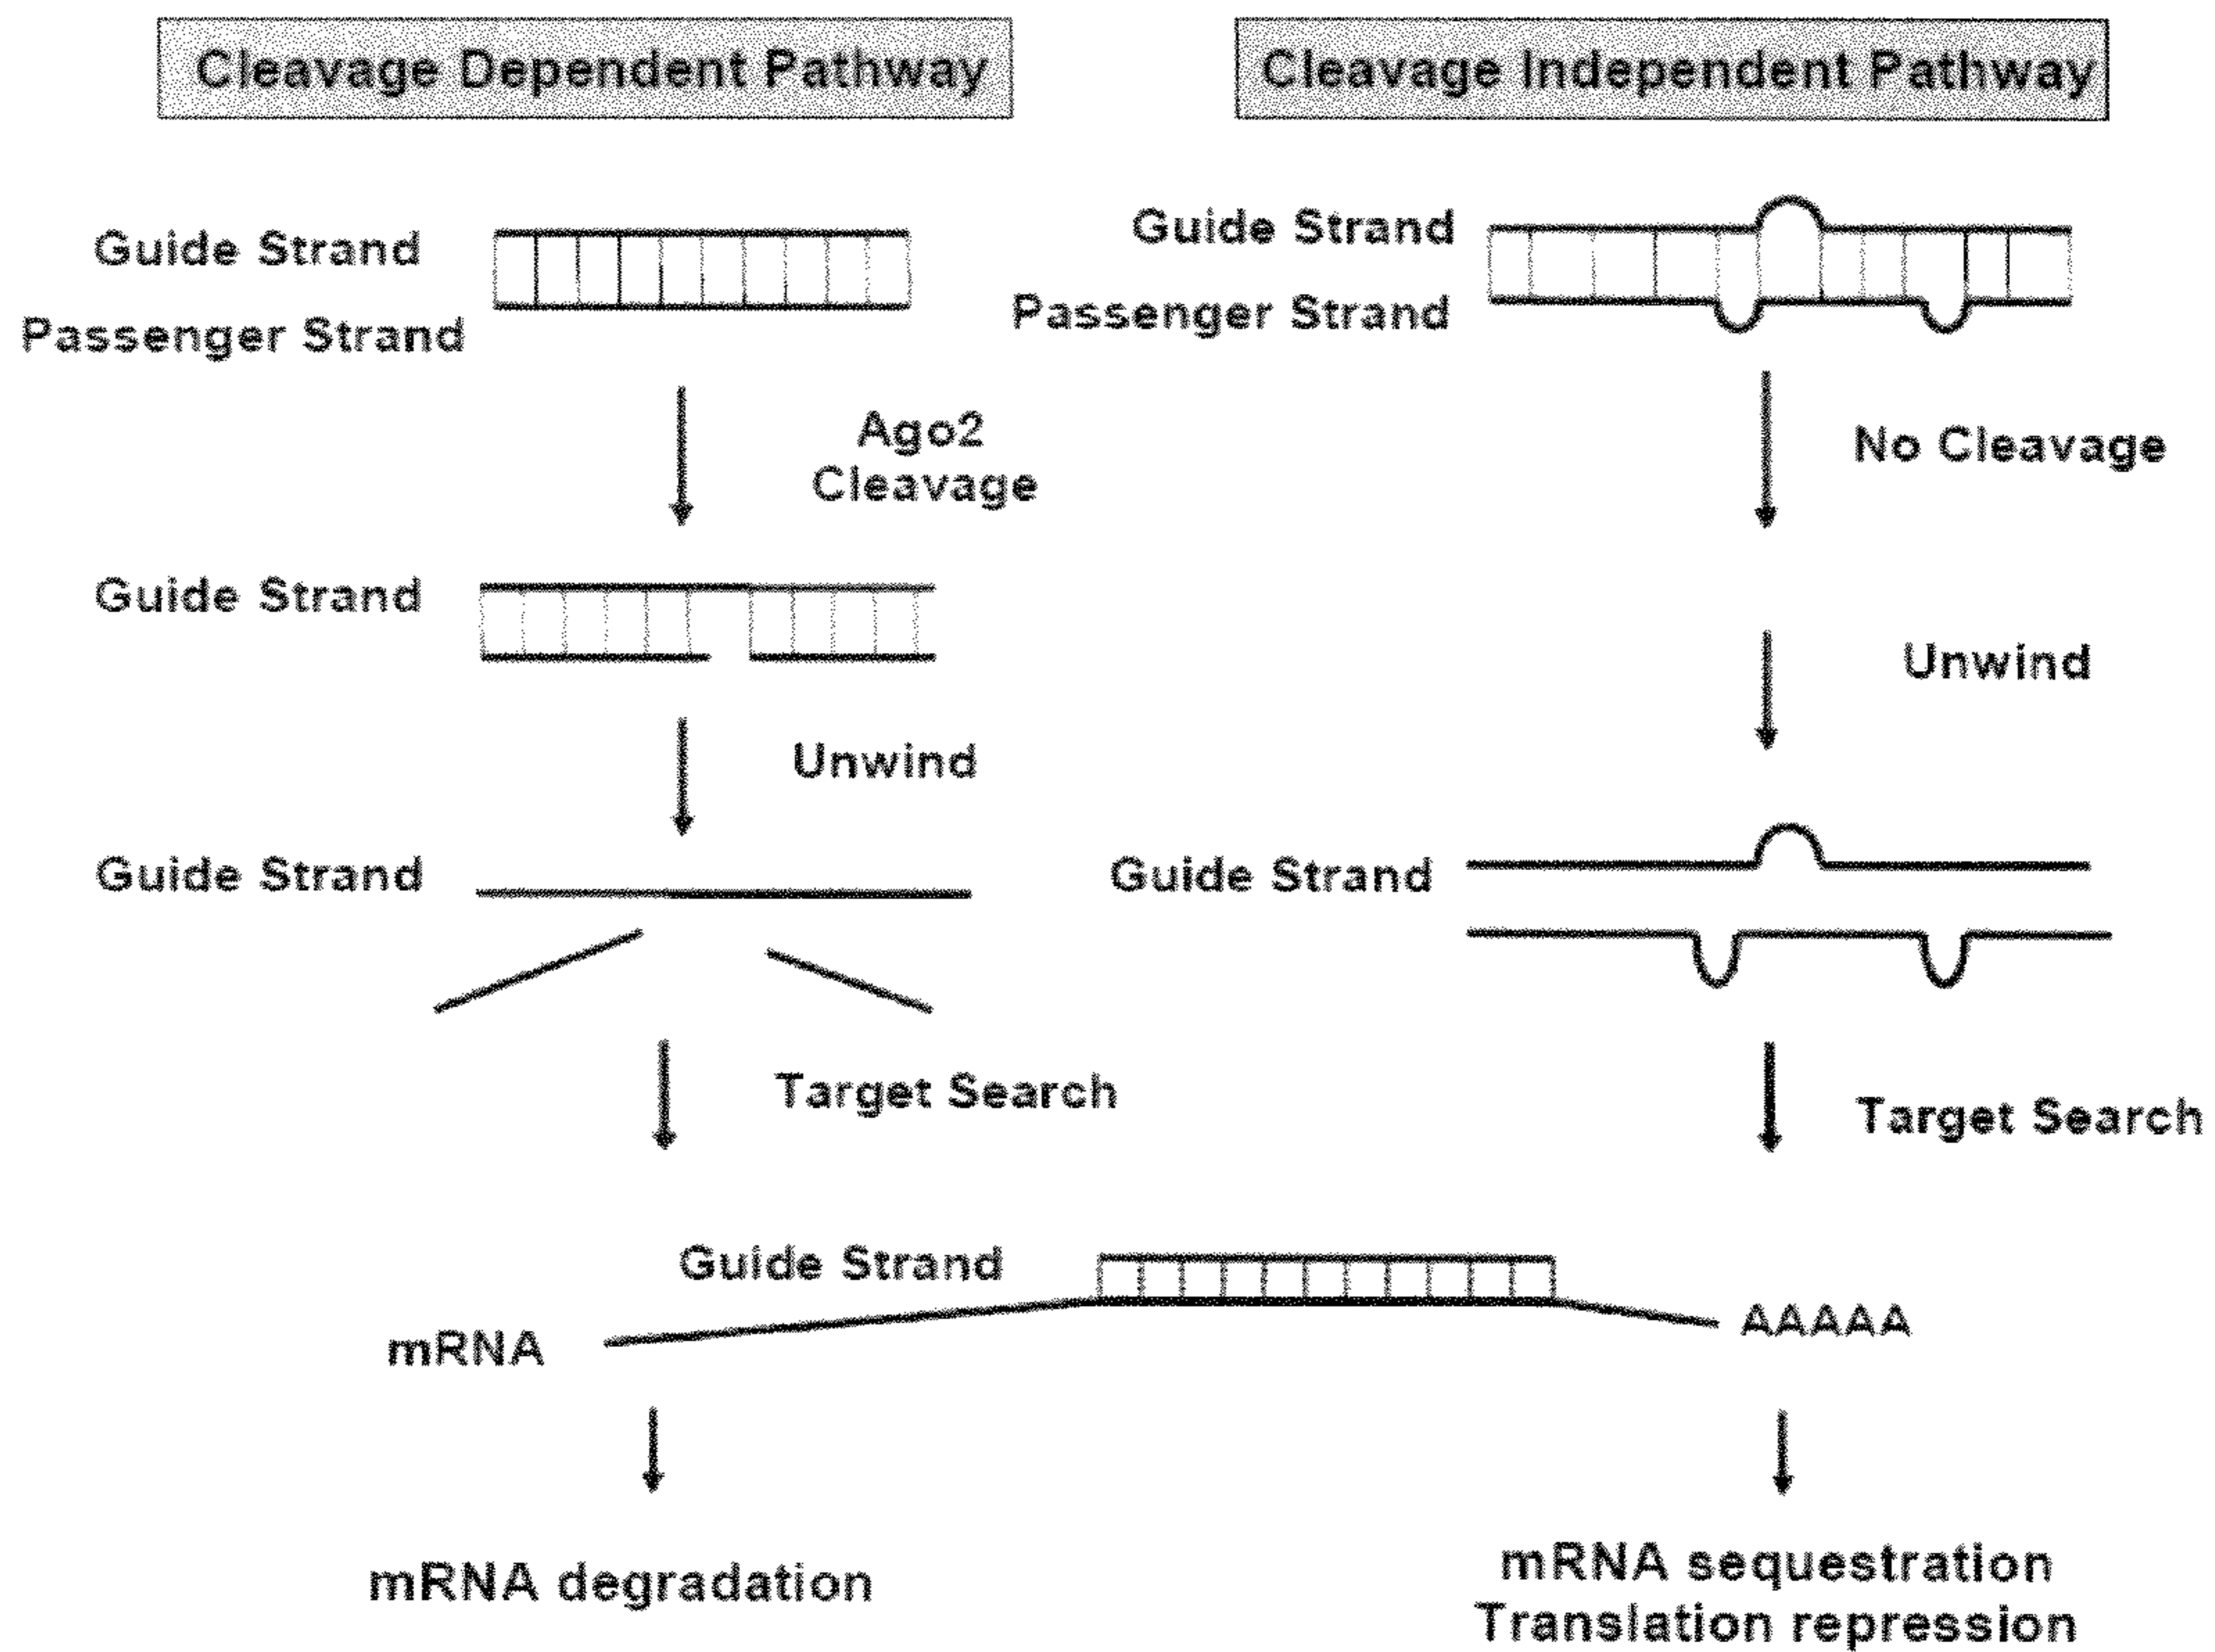 Cleavage Dependent Pathway
Cleavage Independent Pathway
Guide Strand
Passenger Strand
Guide Strand
Passenger Strand
Ago2
Cleavage
No Cleavage
Guide Strand
Unwind
Unwind
Guide Strand
Guide Strand
Target Search
Target Search
Guide Strand
mRNA
AAAAA
mRNA degradation
mRNA sequestration
Translation repression